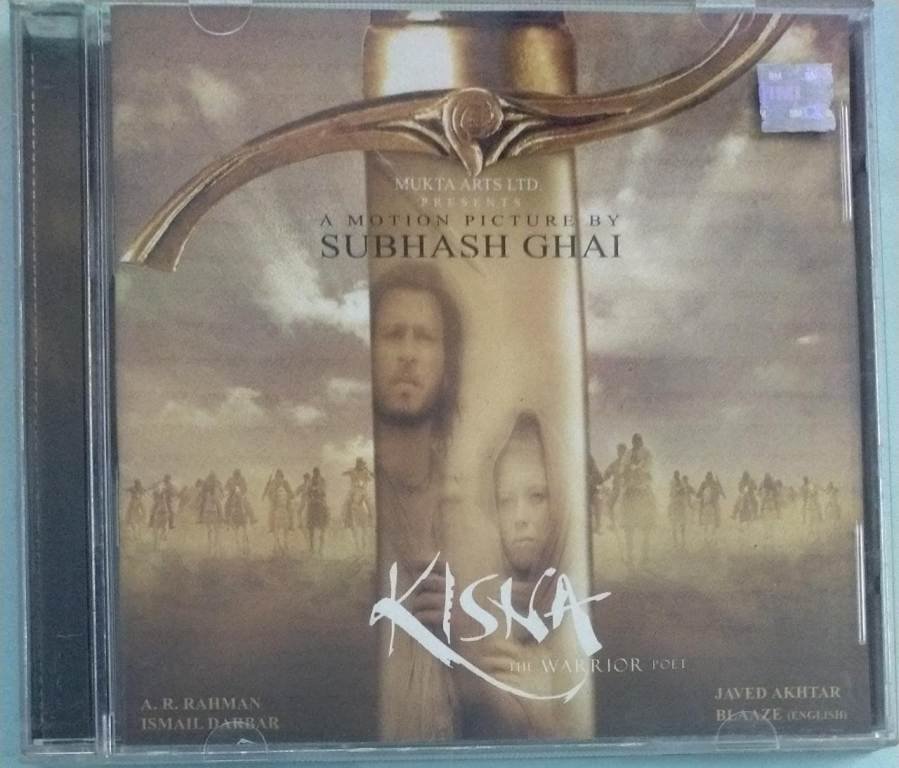 MUKTA ARTS LTD.
PRESENTS
A MOTION PICTURE BY
SUBHASH GHAI
KISNA
THE WARRIOR POET
A. R. RAHMAN
ISMAIL DARBAR
JAVED AKHTAR
BLAAZE (ENGLISH)